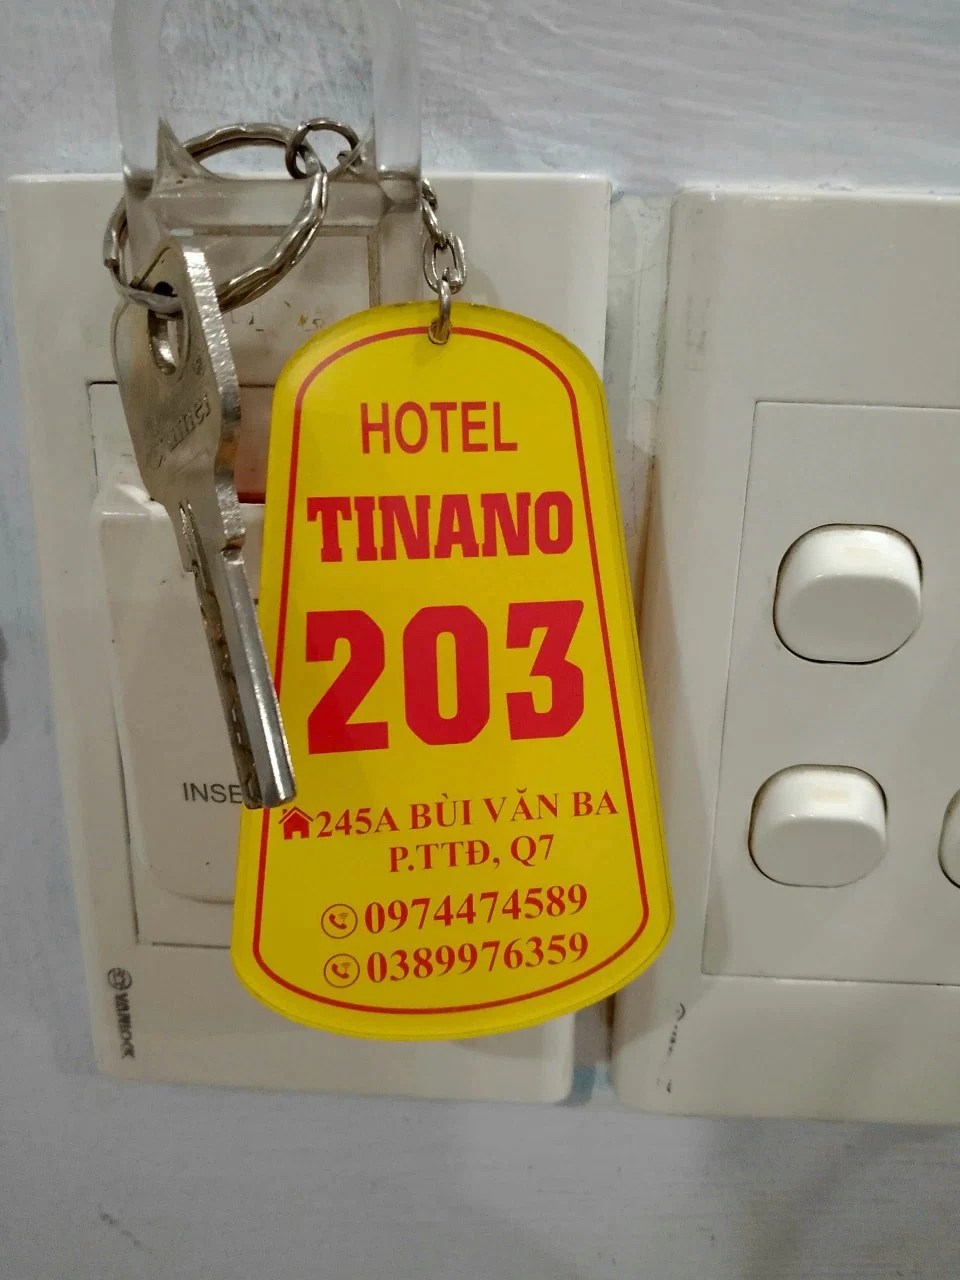 HOTEL
TINANO
203
245A BÙI VĂN BA
P.TTĐ, Q7
0974474589
0389976359
INSE